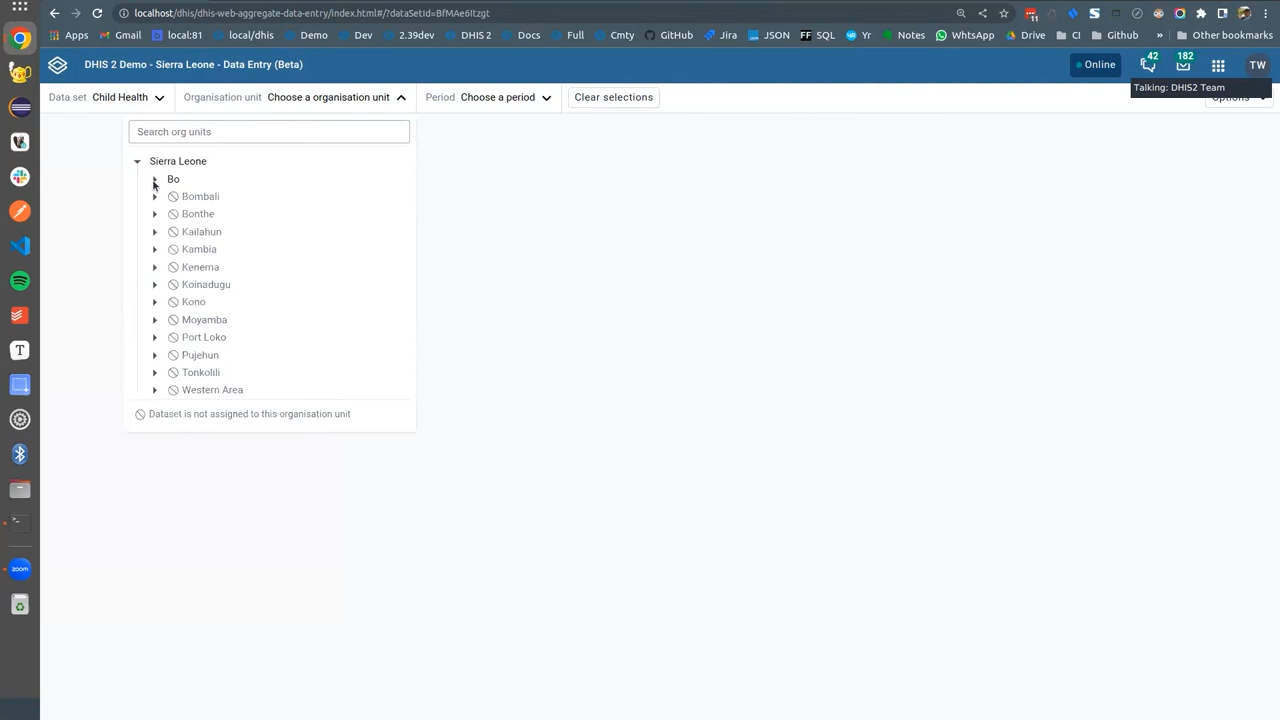 localhost/dhis/dhis-web-aggregate-data-entry/index.html#/?dataSetId=BfMAe6Itzgt
11
Apps Gmail local:81 local/dhis Demo Dev 2.39dev DHIS 2 Docs Full Cmty GitHub Jira JSON FF SQL Yr Notes WhtsApp Drive CI Github » Other bookmarks
DHIS 2 Demo - Sierra Leone - Data Entry (Beta) Online 42 182 TW
Talking: DHIS2 Team
Data set Child Health Organisation unit Choose a organisation unit Period Choose a period Clear selections Options
Search org units
Sierra Leone
Bo
Bombali
Bonthe
Kailahun
Kambia
Kenema
Koinadugu
Kono
Moyamba
Port Loko
Pujehun
Tonkolili
Western Area
Dataset is not assigned to this organisation unit
T
zoom